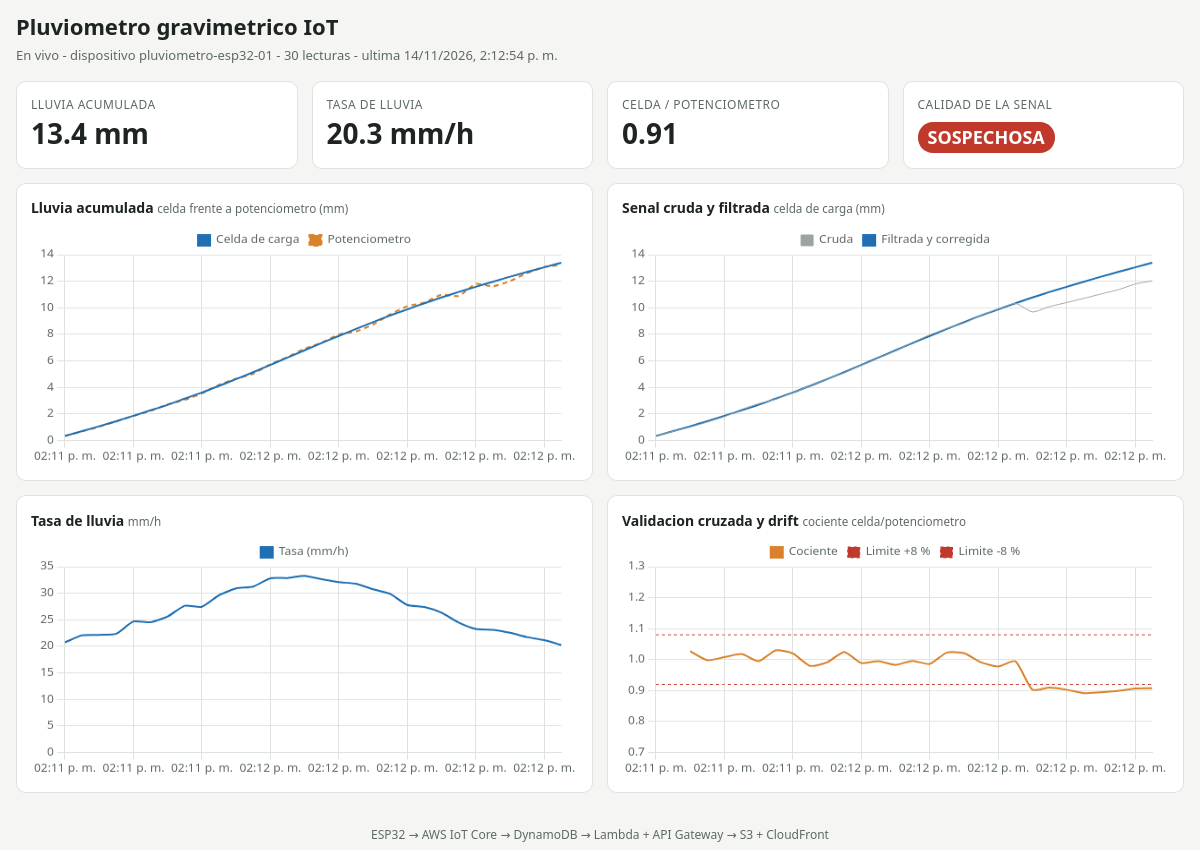 Pluviometro gravimetrico IoT
En vivo - dispositivo pluviometro-esp32-01 - 30 lecturas - ultima 14/11/2026, 2:12:54 p. m.
LLUVIA ACUMULADA
13.4 mm
TASA DE LLUVIA
20.3 mm/h
CELDA / POTENCIOMETRO
0.91
CALIDAD DE LA SENAL
SOSPECHOSA
Lluvia acumulada celda frente a potenciometro (mm)
Celda de carga Potenciometro
14
12
10
8
6
4
2
0
02:11 p. m. 02:11 p. m. 02:11 p. m. 02:12 p. m. 02:12 p. m. 02:12 p. m. 02:12 p. m. 02:12 p. m.
Senal cruda y filtrada celda de carga (mm)
Cruda Filtrada y corregida
14
12
10
8
6
4
2
0
02:11 p. m. 02:11 p. m. 02:11 p. m. 02:12 p. m. 02:12 p. m. 02:12 p. m. 02:12 p. m. 02:12 p. m.
Tasa de lluvia mm/h
Tasa (mm/h)
35
30
25
20
15
10
5
0
02:11 p. m. 02:11 p. m. 02:11 p. m. 02:12 p. m. 02:12 p. m. 02:12 p. m. 02:12 p. m. 02:12 p. m.
Validacion cruzada y drift cociente celda/potenciometro
Cociente Limite +8 % Limite -8 %
1.3
1.2
1.1
1.0
0.9
0.8
0.7
02:11 p. m. 02:11 p. m. 02:11 p. m. 02:12 p. m. 02:12 p. m. 02:12 p. m. 02:12 p. m. 02:12 p. m.
ESP32 → AWS IoT Core → DynamoDB → Lambda + API Gateway → S3 + CloudFront